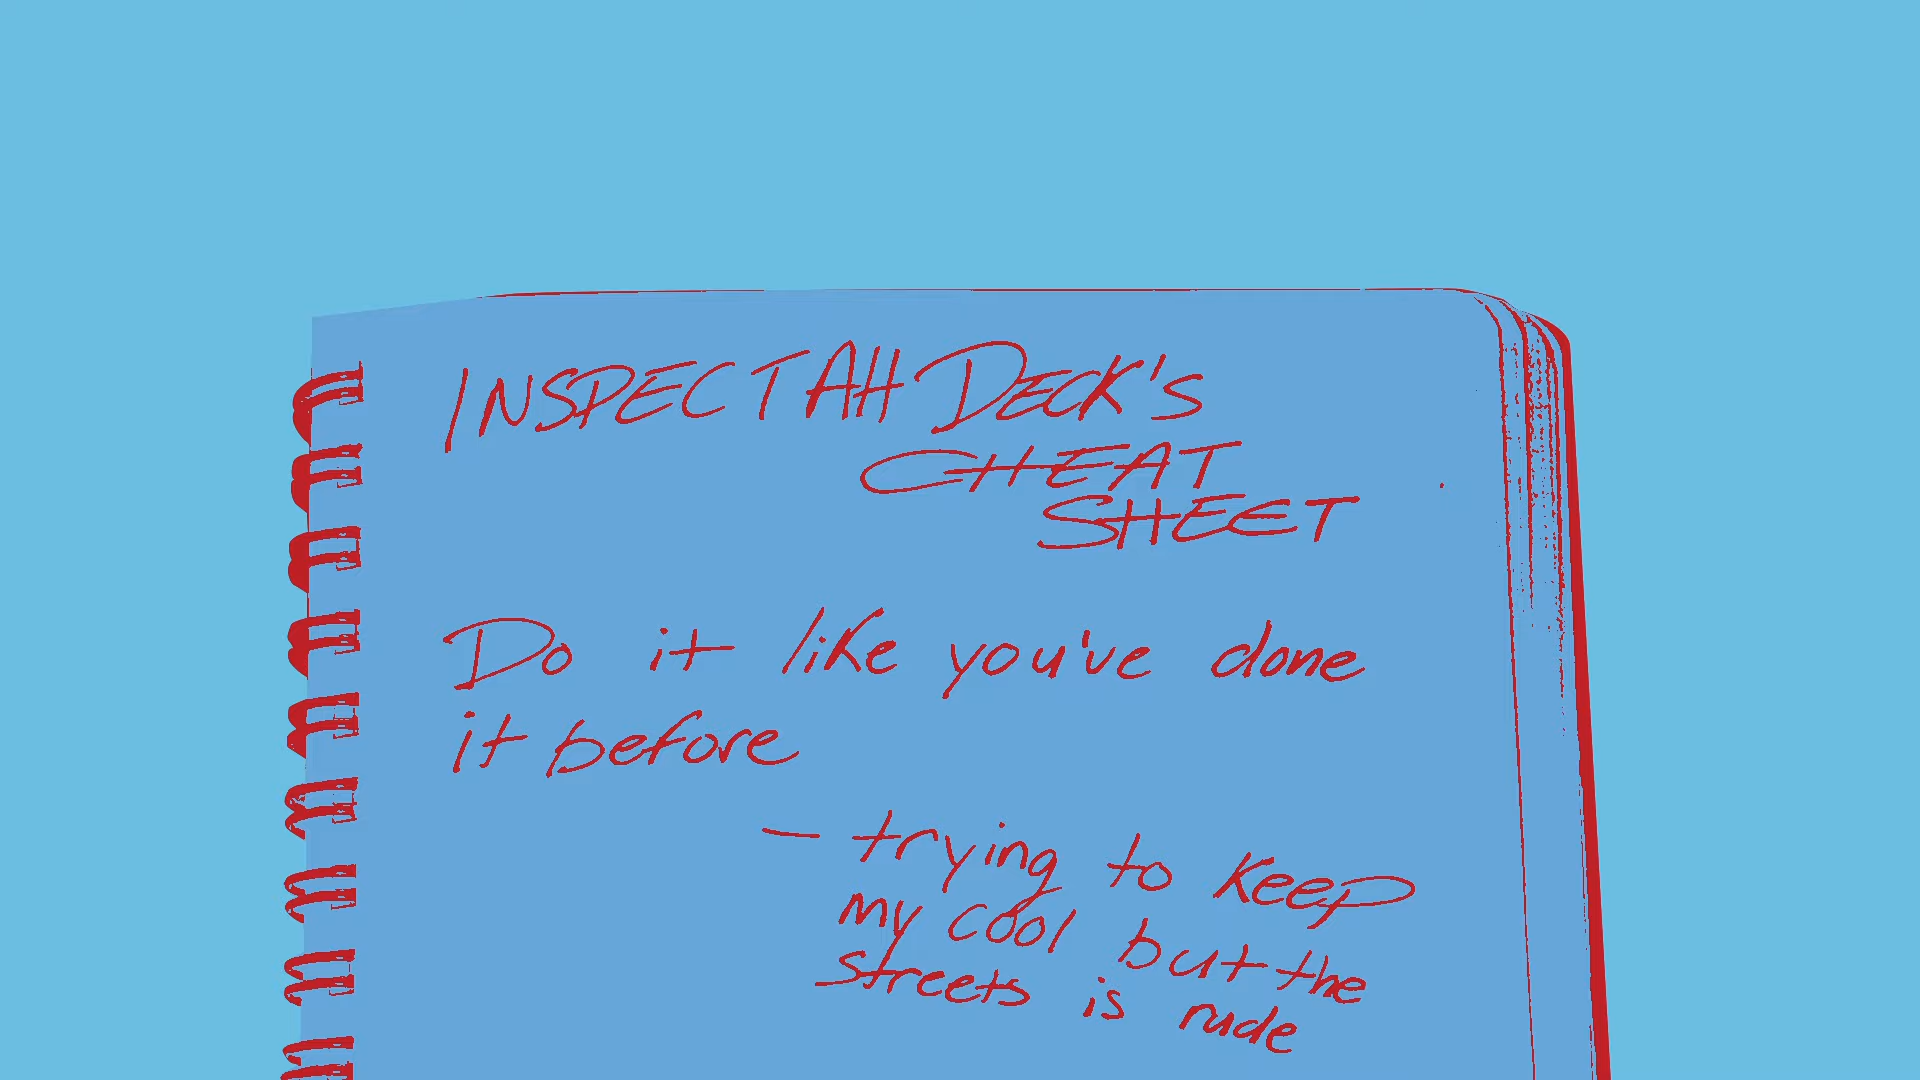 INSPECTAH DECK'S
CHEAT
SHEET
Do it like you've done
it before
— trying to keep
my cool but the
streets is rude